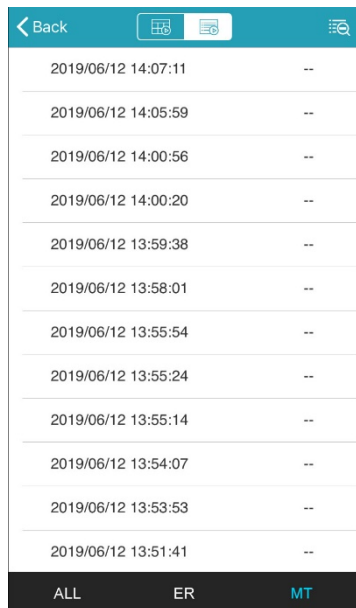 Back
2019/06/12 14:07:11 --
2019/06/12 14:05:59 --
2019/06/12 14:00:56 --
2019/06/12 14:00:20 --
2019/06/12 13:59:38 --
2019/06/12 13:58:01 --
2019/06/12 13:55:54 --
2019/06/12 13:55:24 --
2019/06/12 13:55:14 --
2019/06/12 13:54:07 --
2019/06/12 13:53:53 --
2019/06/12 13:51:41 --
ALL ER MT